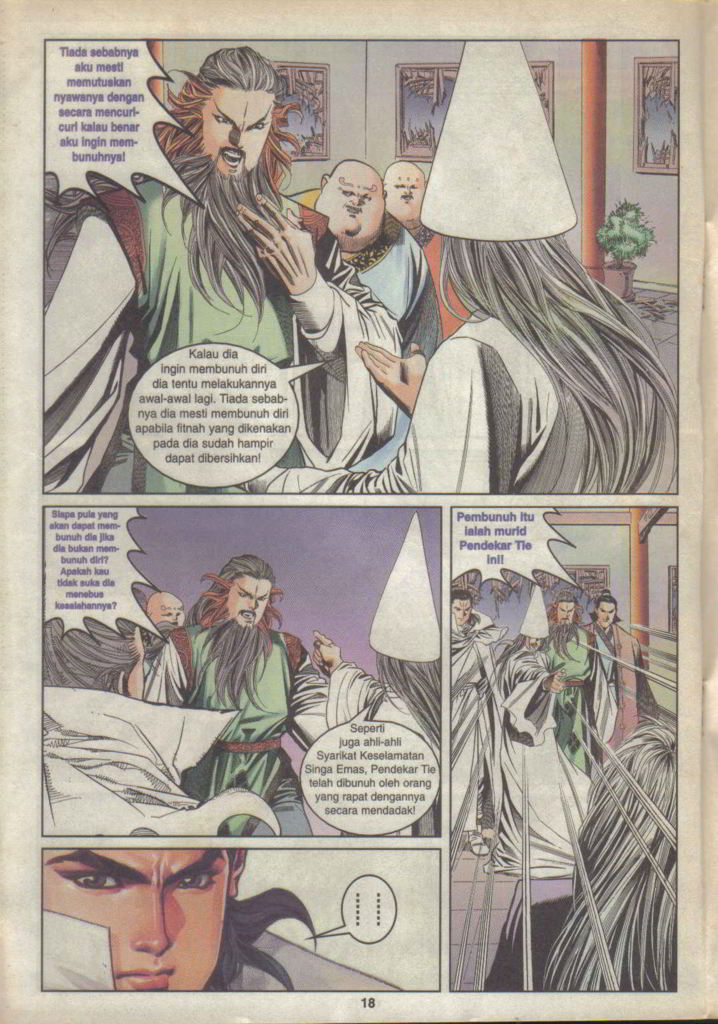 Tiada sebabnya
aku mesti
memutuskan
nyawanya dengan
secara mencuri-
curi kalau benar
aku ingin mem-
bunuhnya!
Kalau dia
ingin membunuh diri
dia tentu melakukannya
awal-awal lagi. Tiada sebab-
nya dia mesti membunuh diri
apabila fitnah yang dikenakan
pada dia sudah hampir
dapat dibersihkan!
Siapa pula yang
akan dapat mem-
bunuh dia jika
dia bukan mem-
bunuh diri?
Apakah kau
tidak suka dia
menebus
kesalahannya?
Seperti
juga ahli-ahli
Syarikat Keselamatan
Singa Emas, Pendekar Tie
telah dibunuh oleh orang
yang rapat dengannya
secara mendadak!
Pembunuh itu
ialah murid
Pendekar Tie
ini!
18